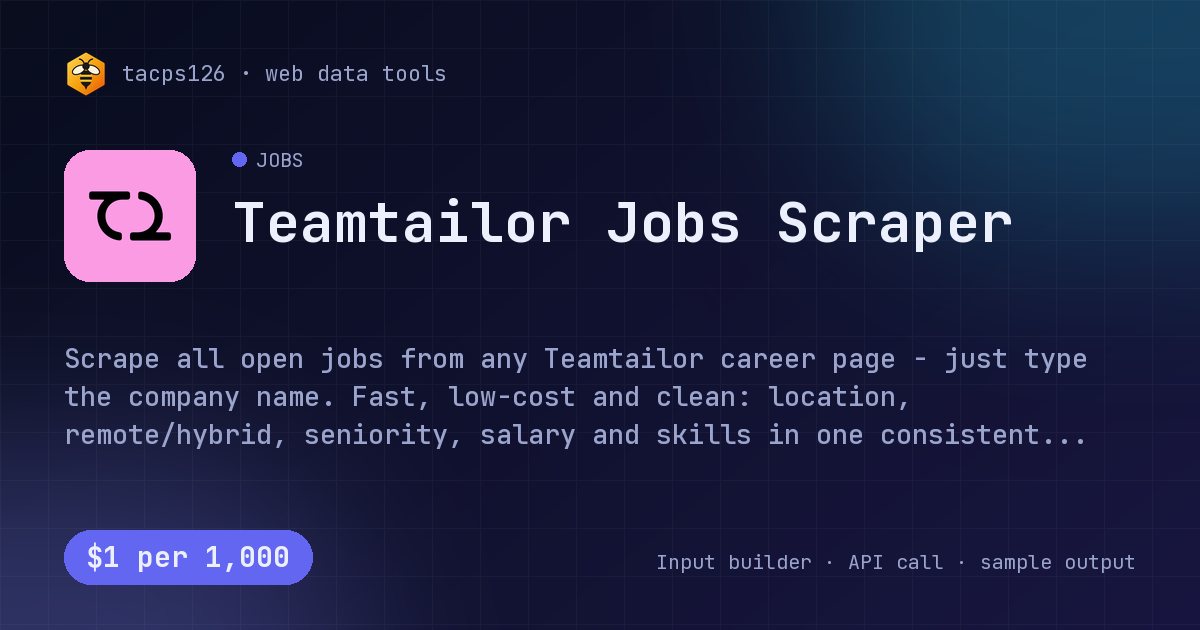 tacps126 · web data tools
JOBS
Teamtailor Jobs Scraper
Scrape all open jobs from any Teamtailor career page - just type
the company name. Fast, low-cost and clean: location,
remote/hybrid, seniority, salary and skills in one consistent...
$1 per 1,000
Input builder · API call · sample output